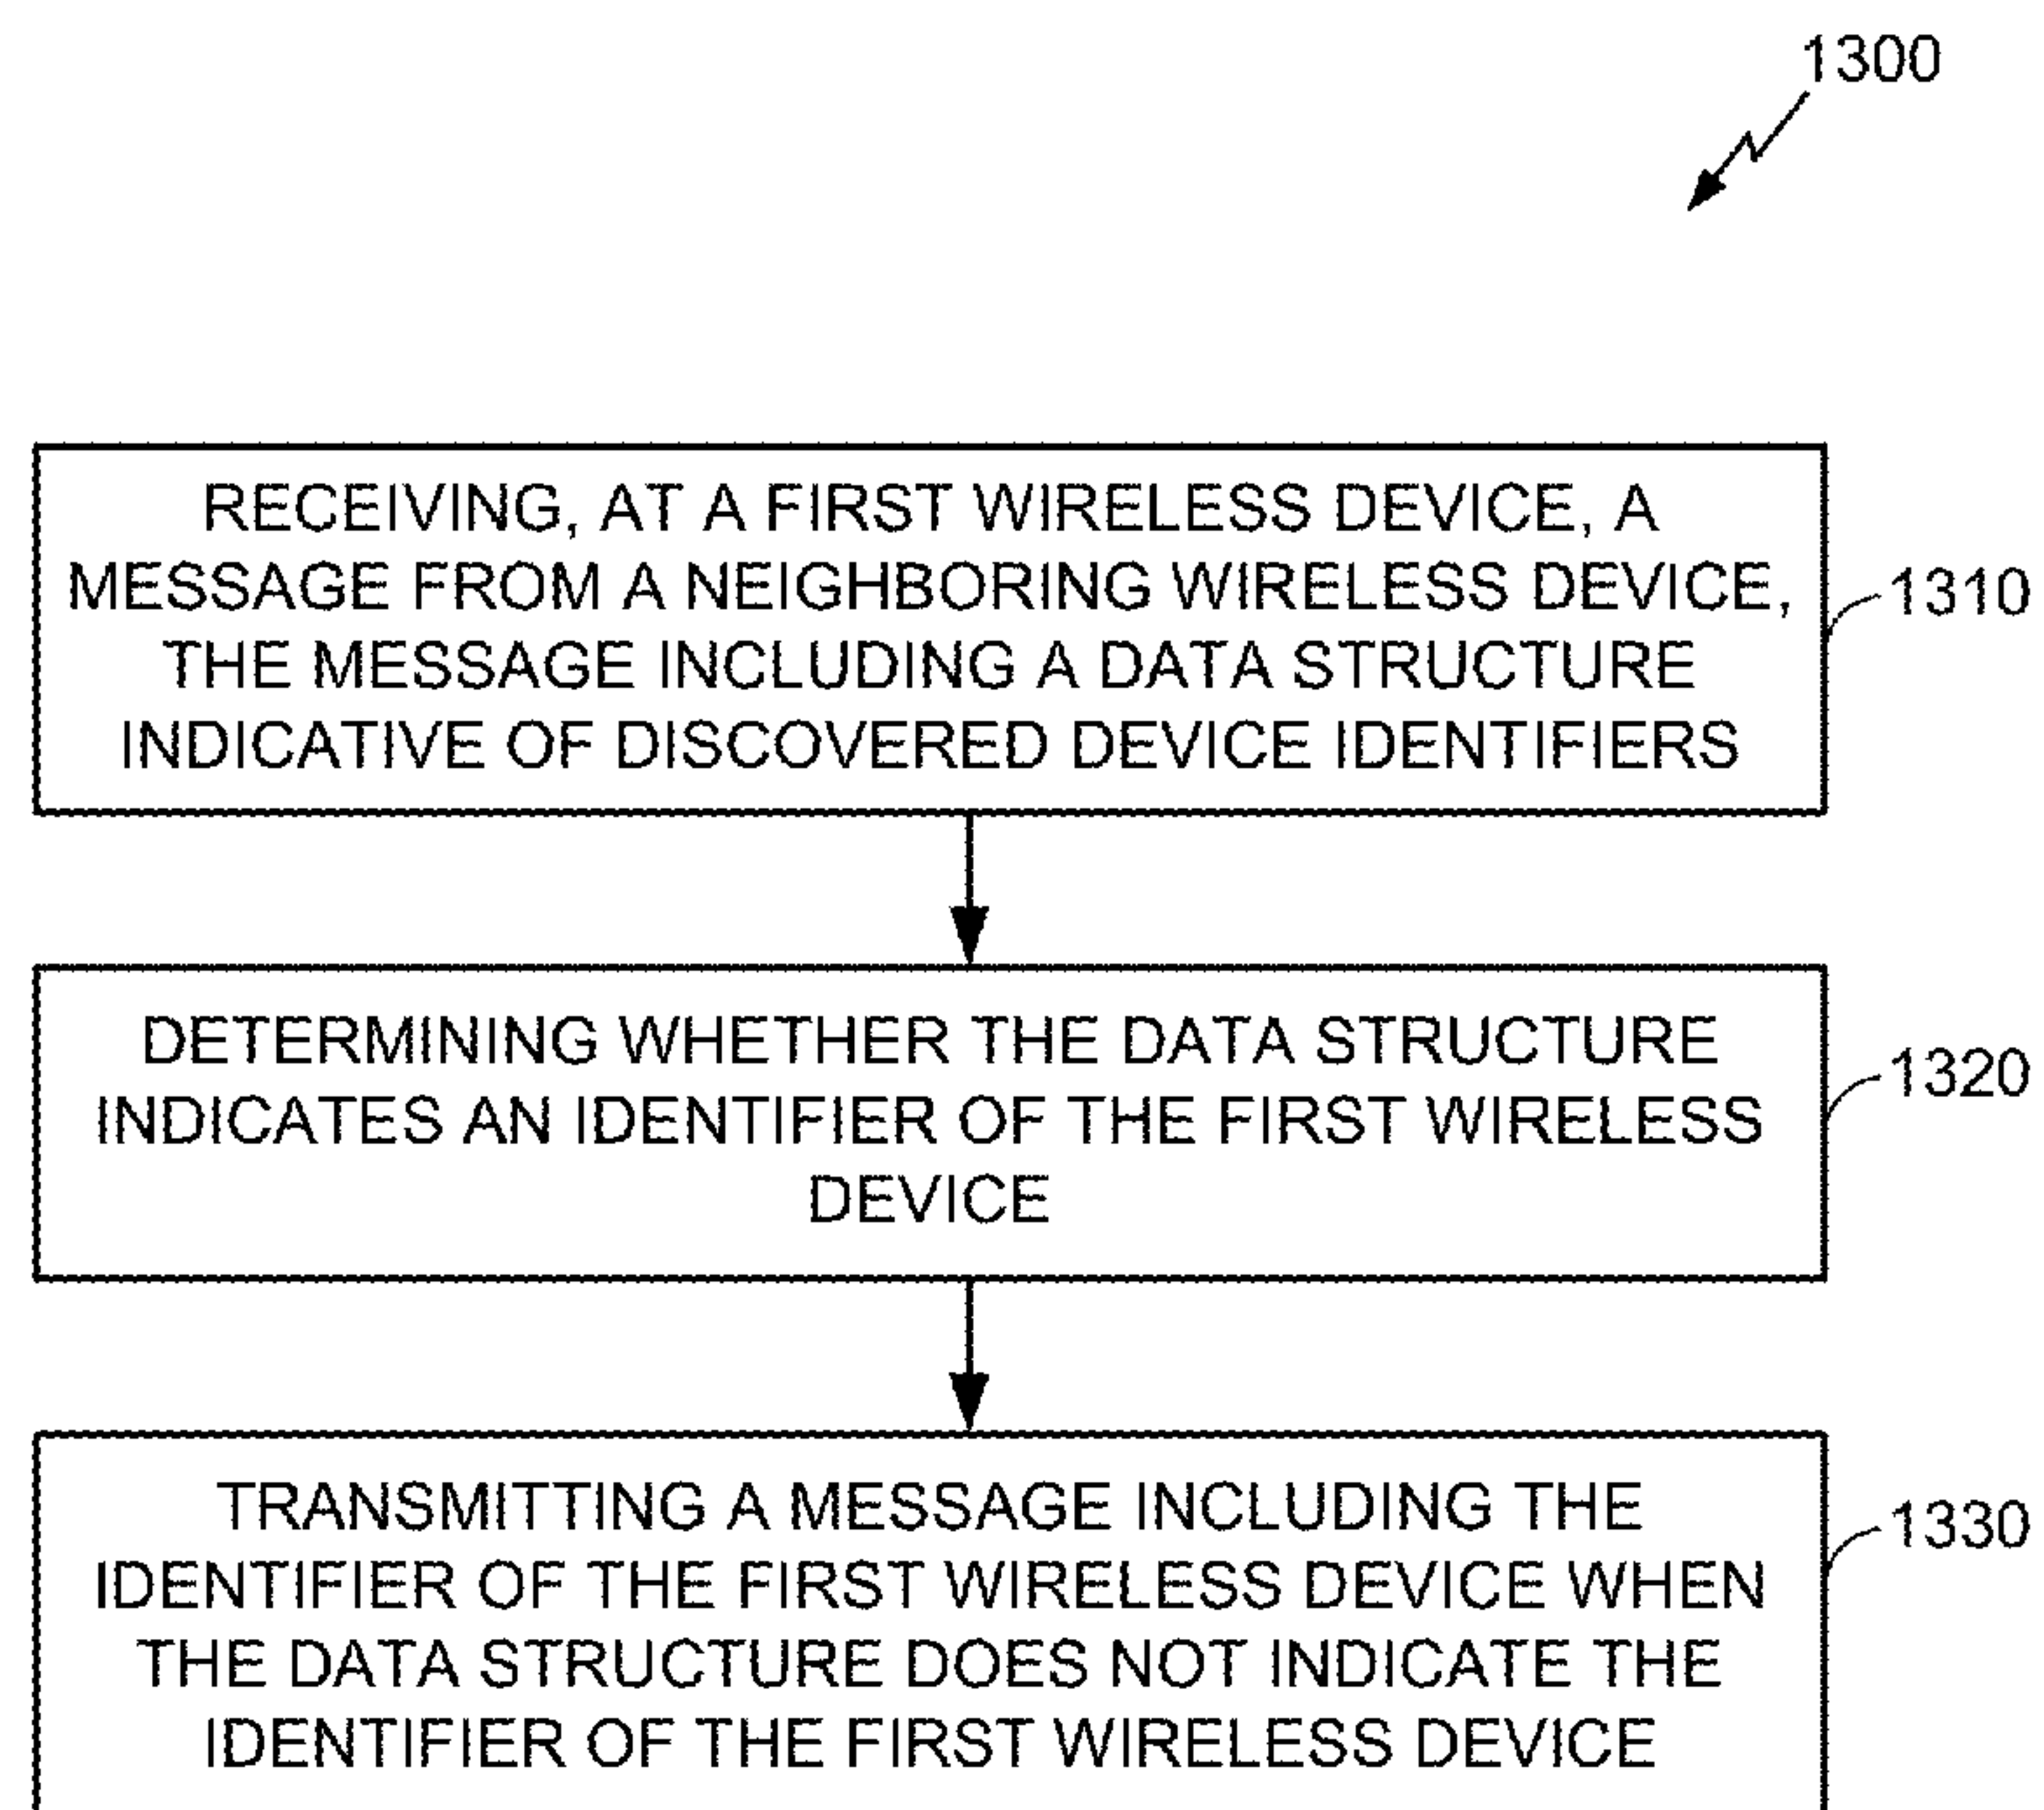 1300
RECEIVING, AT A FIRST WIRELESS DEVICE, A
MESSAGE FROM A NEIGHBORING WIRELESS DEVICE,
THE MESSAGE INCLUDING A DATA STRUCTURE
INDICATIVE OF DISCOVERED DEVICE IDENTIFIERS
1310
DETERMINING WHETHER THE DATA STRUCTURE
INDICATES AN IDENTIFIER OF THE FIRST WIRELESS
DEVICE
1320
TRANSMITTING A MESSAGE INCLUDING THE
IDENTIFIER OF THE FIRST WIRELESS DEVICE WHEN
THE DATA STRUCTURE DOES NOT INDICATE THE
IDENTIFIER OF THE FIRST WIRELESS DEVICE
1330